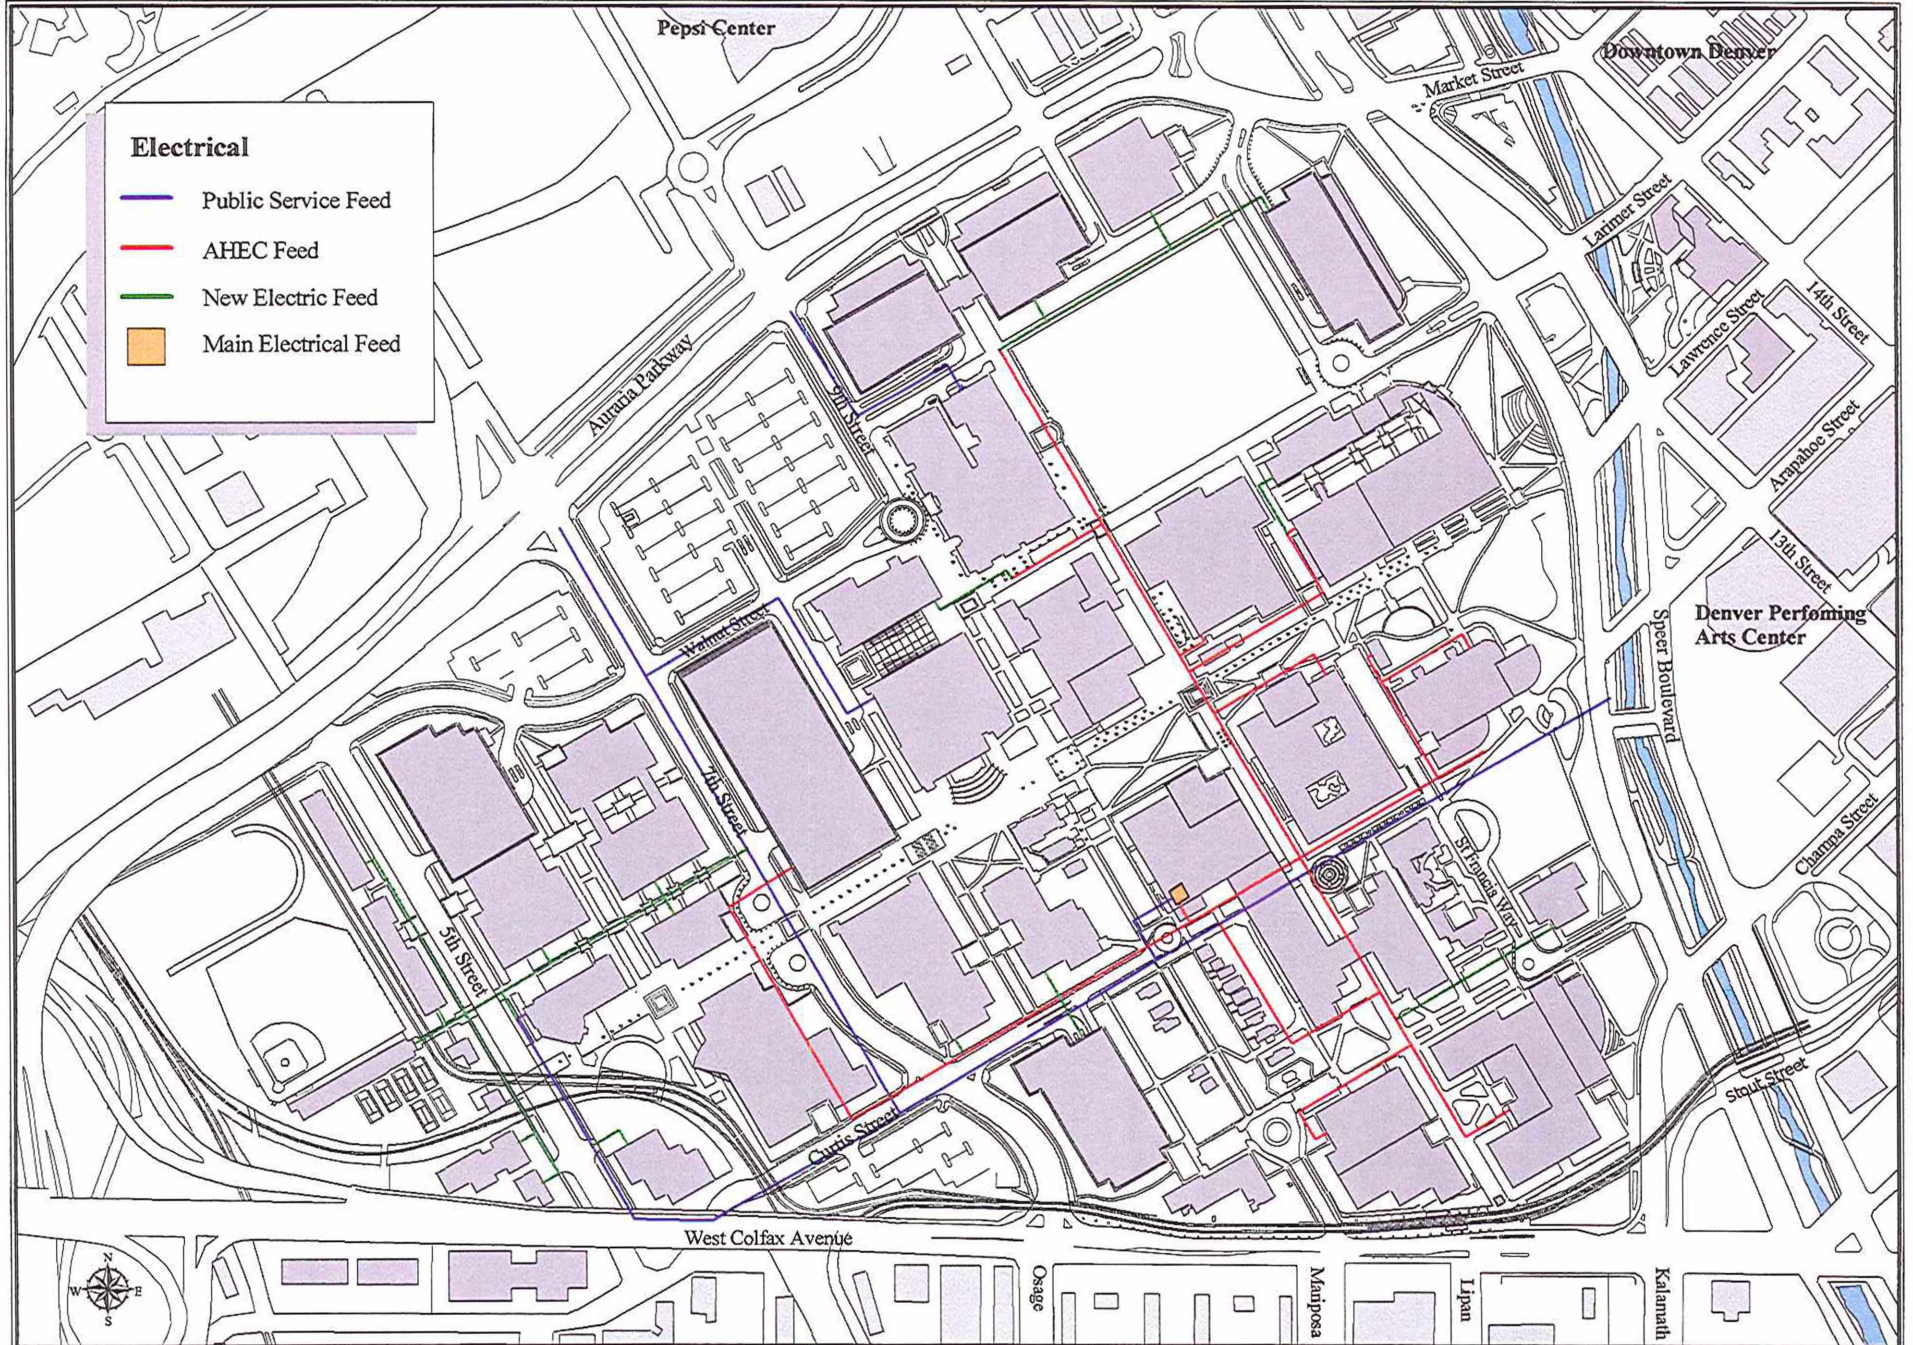 Pepsi Center
Downtown Denver
Market Street
Electrical
Public Service Feed
AHEC Feed
New Electric Feed
Main Electrical Feed
Larimer Street
14th Street
Lawrence Street
Auraria Parkway
9th Street
Arapahoe Street
13th Street
Walnut Street
Denver Perfoming
Arts Center
Speer Boulevard
7th Street
Champa Street
St Francis Way
5th Street
Stout Street
Curtis Street
West Colfax Avenue
N
W
E
S
Osage
Mariposa
Lipan
Kalamath